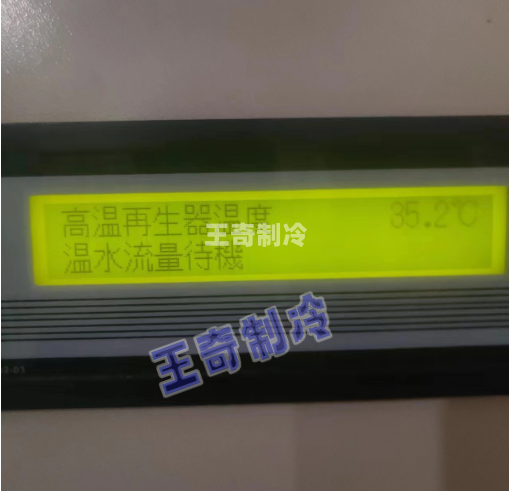 高温再生器温度 35.2℃
王奇制冷
温水流量待機
王奇制冷